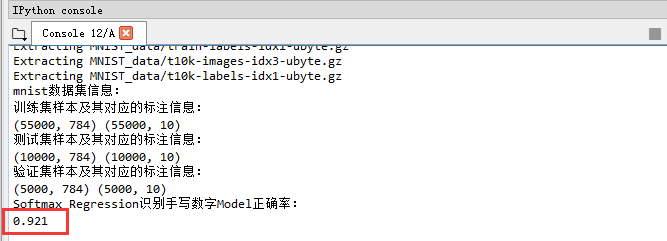 IPython console
Console 12/A
Extracting MNIST_data/train-labels-idx1-ubyte.gz
Extracting MNIST_data/t10k-images-idx3-ubyte.gz
Extracting MNIST_data/t10k-labels-idx1-ubyte.gz
mnist数据集信息:
训练集样本及其对应的标注信息:
(55000, 784) (55000, 10)
测试集样本及其对应的标注信息:
(10000, 784) (10000, 10)
验证集样本及其对应的标注信息:
(5000, 784) (5000, 10)
Softmax Regression识别手写数字Model正确率:
0.921